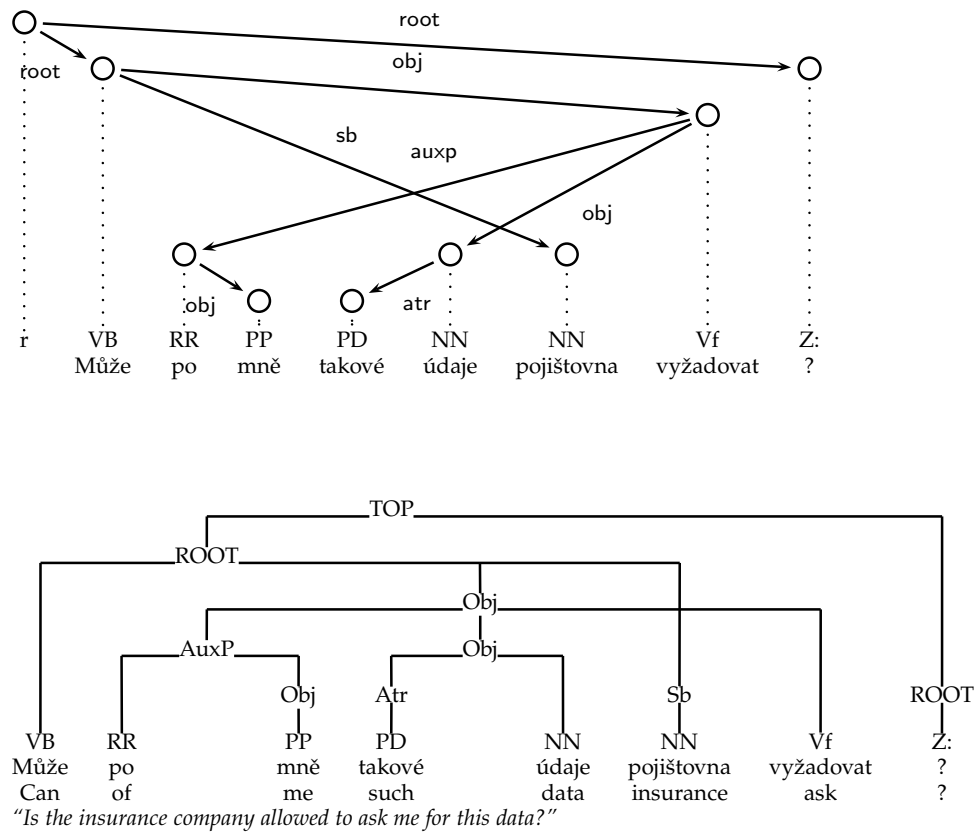 root
root
obj
sb
auxp
obj
obj
atr
r VB RR PP PD NN NN Vf Z:
Může po mně takové údaje pojištovna vyžadovat ?
TOP
ROOT
Obj
AuxP Obj
Obj Atr Sb ROOT
VB RR PP PD NN NN Vf Z:
Může po mně takové údaje pojištovna vyžadovat ?
Can of me such data insurance ask ?
“Is the insurance company allowed to ask me for this data?”